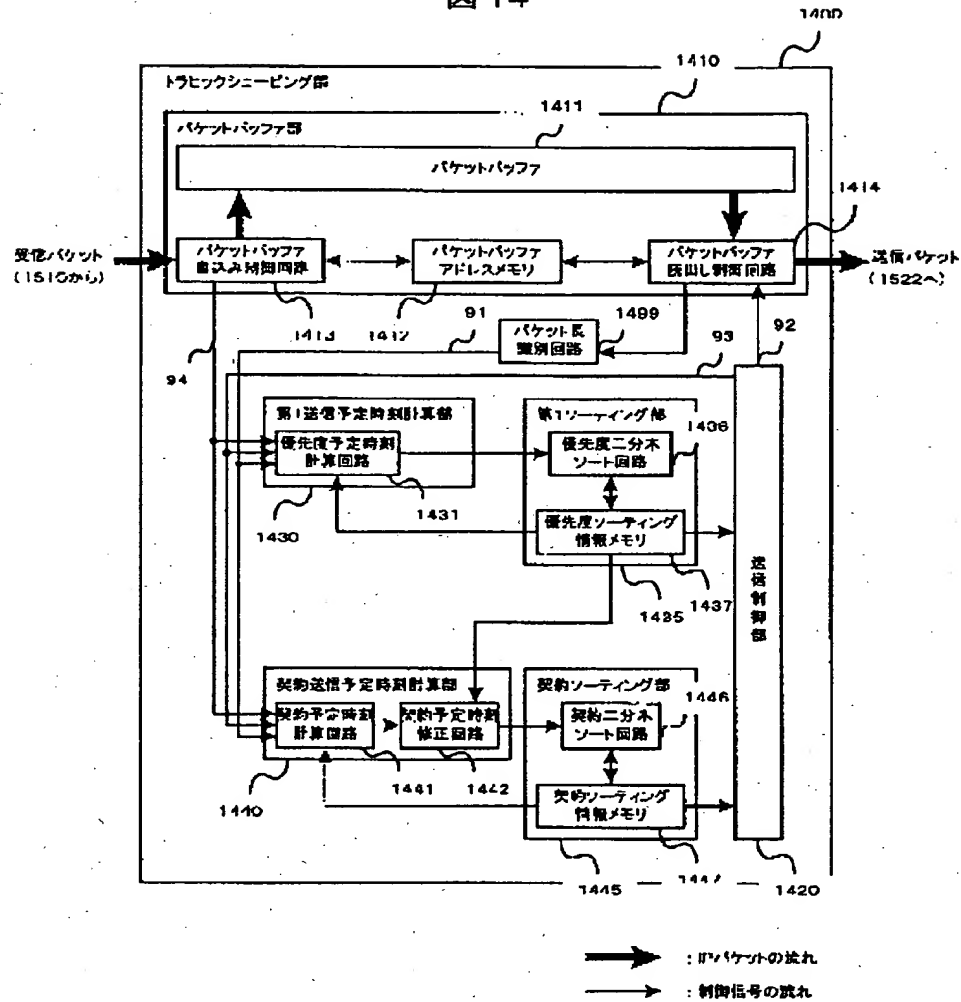 図14
1400
トラヒックシェーピング部
1410
パケットバッファ部
1411
パケットバッファ
1414
受信パケット
(1510から)
パケットバッファ
書込み制御回路
パケットバッファ
アドレスメモリ
パケットバッファ
読出し制御回路
送信パケット
(1522へ)
1413
1412
91
パケット長
識別回路
1499
93
92
94
第1送信予定時刻計算部
優先度予定時刻
計算回路
1431
1430
第1ソーティング部
1436
優先度二分木
ソート回路
優先度ソーティング
情報メモリ
1437
1435
送信制御部
契約送信予定時刻計算部
契約予定時刻
計算回路
契約予定時刻
修正回路
1441
1442
1440
契約ソーティング部
1446
契約二分木
ソート回路
契約ソーティング
情報メモリ
1445
1447
1420
:IPパケットの流れ
:制御信号の流れ